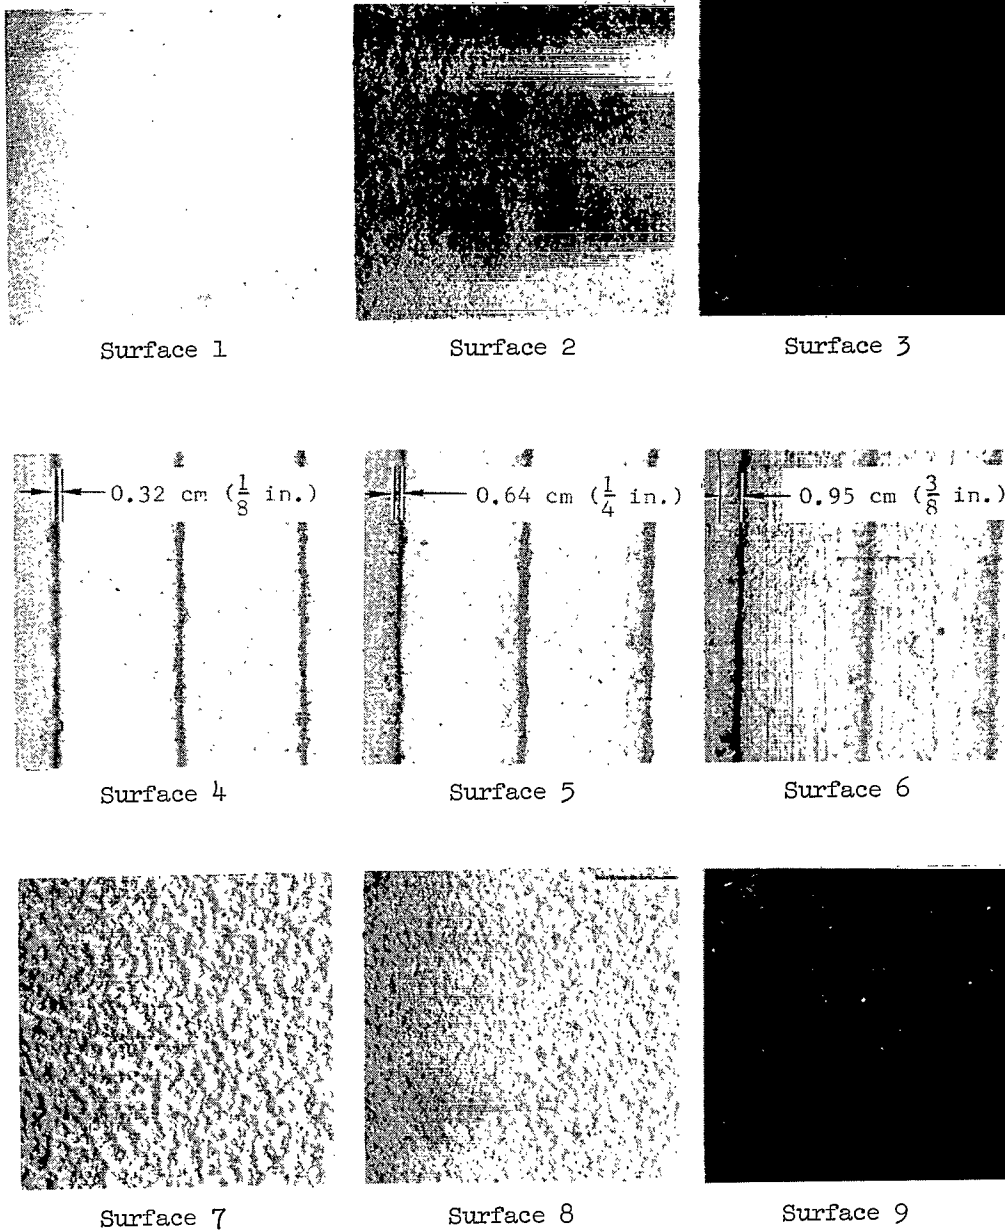 Surface 1
Surface 2
Surface 3
0.32 cm (1/8 in.)
0.64 cm (1/4 in.)
0.95 cm (3/8 in.)
Surface 4
Surface 5
Surface 6
Surface 7
Surface 8
Surface 9